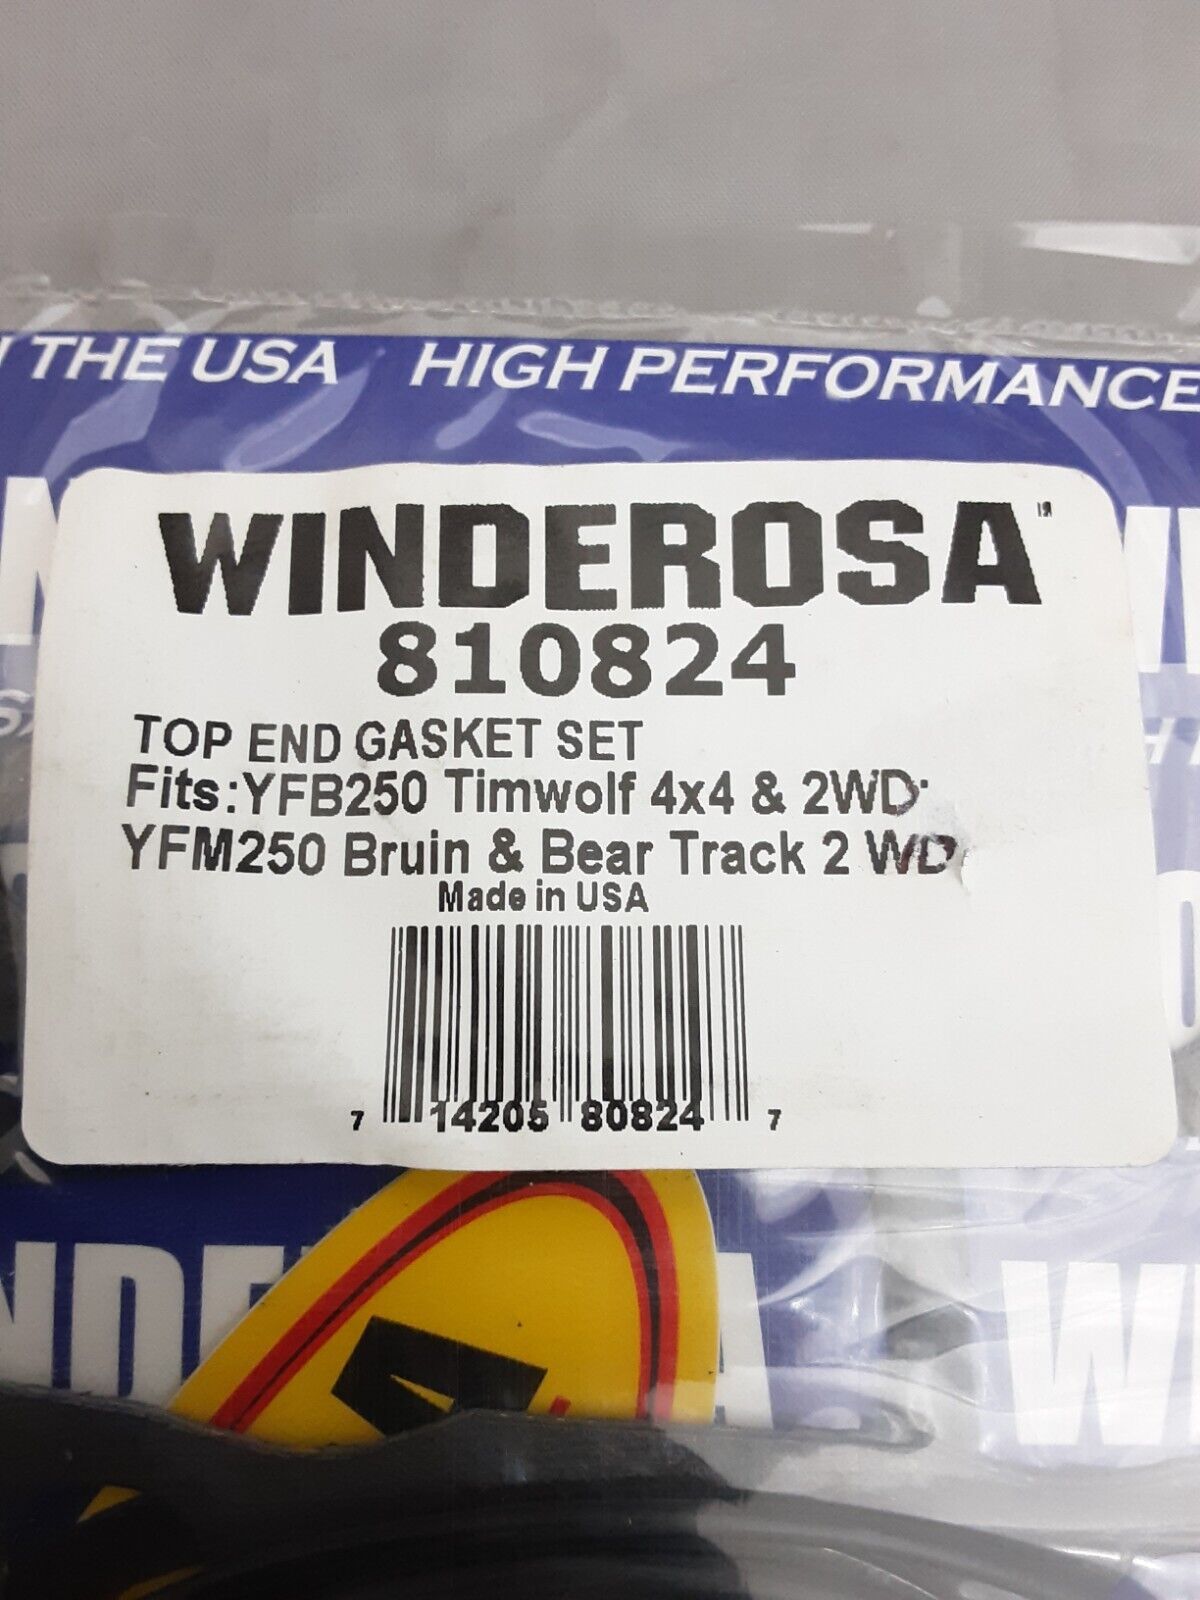 THE USA HIGH PERFORMANCE
WINDEROSA
810824
TOP END GASKET SET
Fits:YFB250 Timwolf 4x4 & 2WD;
YFM250 Bruin & Bear Track 2 WD
Made in USA
7 14205 80824 7